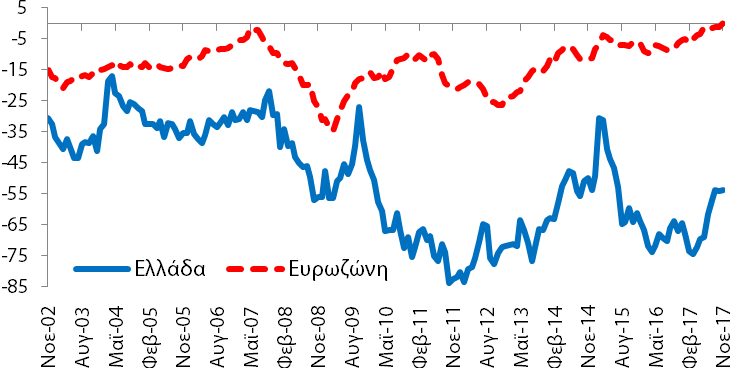 5
-5
-15
-25
-35
-45
-55
-65
-75
-85
Ελλάδα
Ευρωζώνη
Νοε-02
Αυγ-03
Μαϊ-04
Φεβ-05
Νοε-05
Αυγ-06
Μαϊ-07
Φεβ-08
Νοε-08
Αυγ-09
Μαϊ-10
Φεβ-11
Νοε-11
Αυγ-12
Μαϊ-13
Φεβ-14
Νοε-14
Αυγ-15
Μαϊ-16
Φεβ-17
Νοε-17